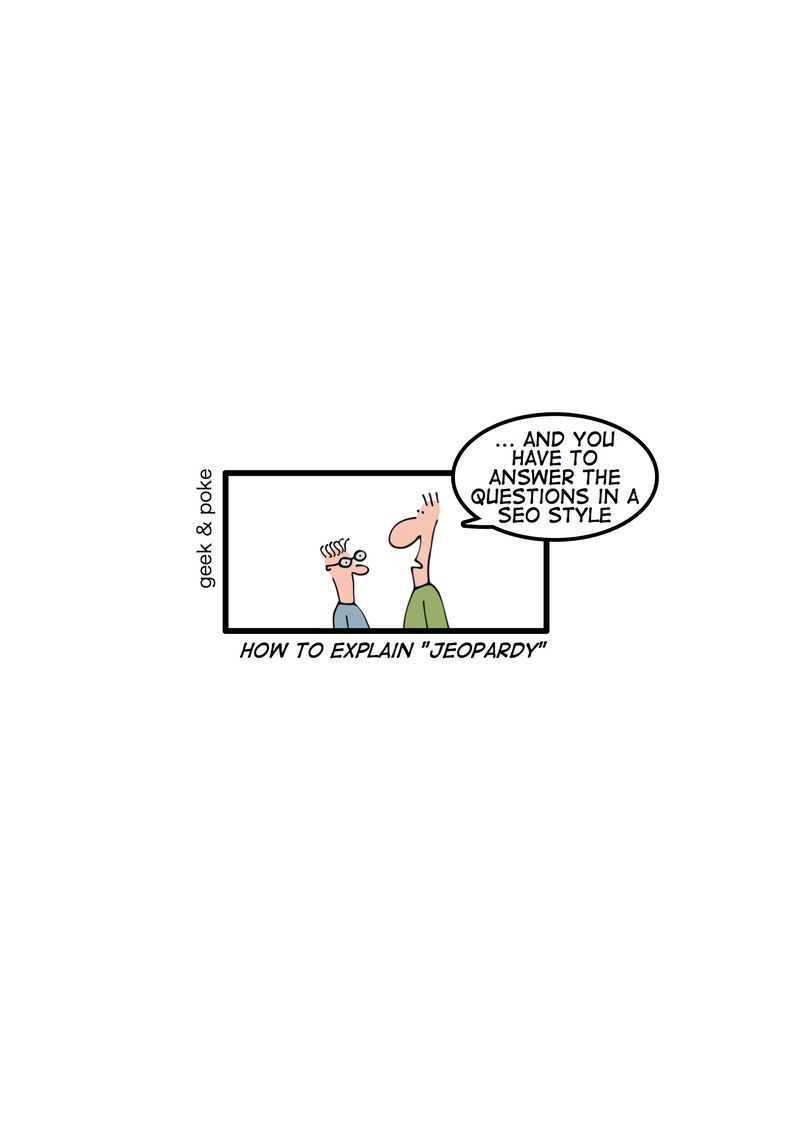 ... AND YOU
HAVE TO
ANSWER THE
QUESTIONS IN A
SEO STYLE
geek & poke
HOW TO EXPLAIN "JEOPARDY"